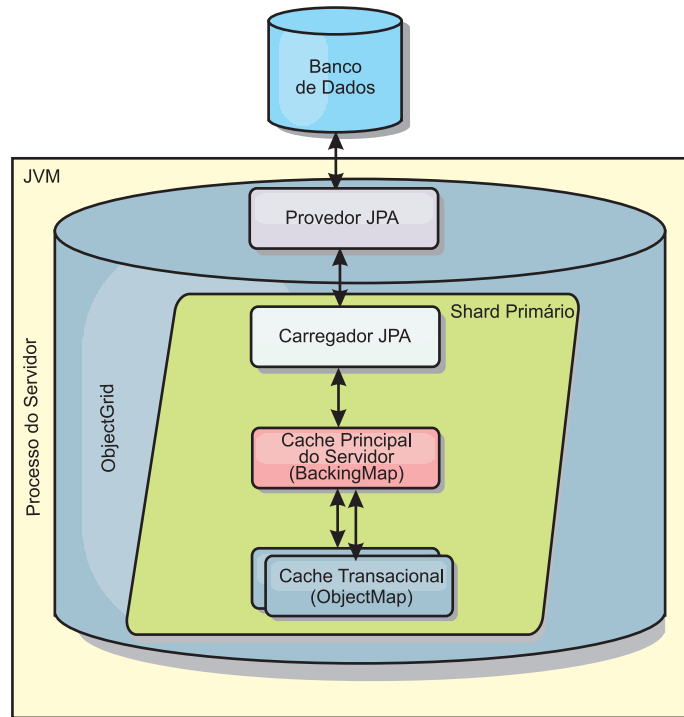 Banco
de Dados
JVM
Provedor JPA
Shard Primário
Carregador JPA
Processo do Servidor
ObjectGrid
Cache Principal
do Servidor
(BackingMap)
Cache Transacional
(ObjectMap)